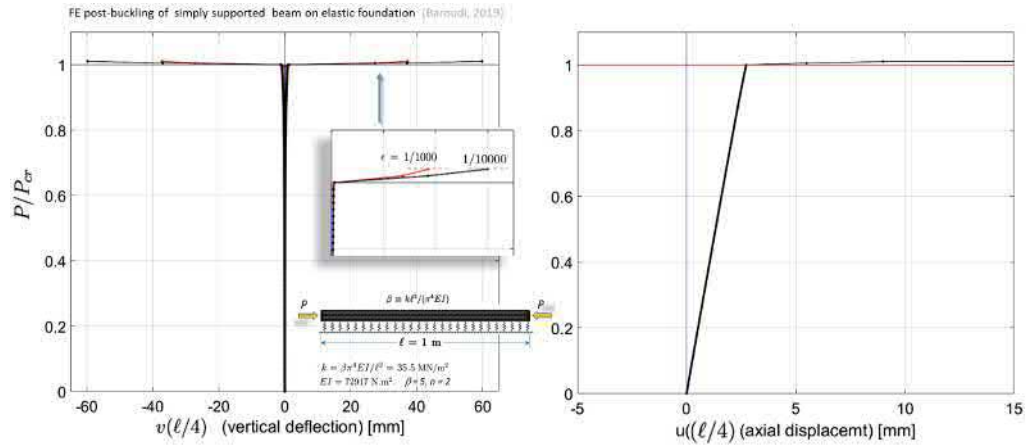 FE post-buckling of simply supported beam on elastic foundation (Baroudi, 2019)
1
0.8
0.6
0.4
0.2
0
P/P_cr
-60 -40 -20 0 20 40 60
v(ℓ/4) (vertical deflection) [mm]
ϵ = 1/1000 1/10000
β ≡ kℓ⁴/(π⁴EI)
P P
ℓ = 1 m
k = βπ⁴EI/ℓ⁴ = 35.5 MN/m²
EI = 72917 N.m² β = 5, n = 2
1
0.8
0.6
0.4
0.2
0
-5 0 5 10 15
u((ℓ/4) (axial displacemt) [mm]